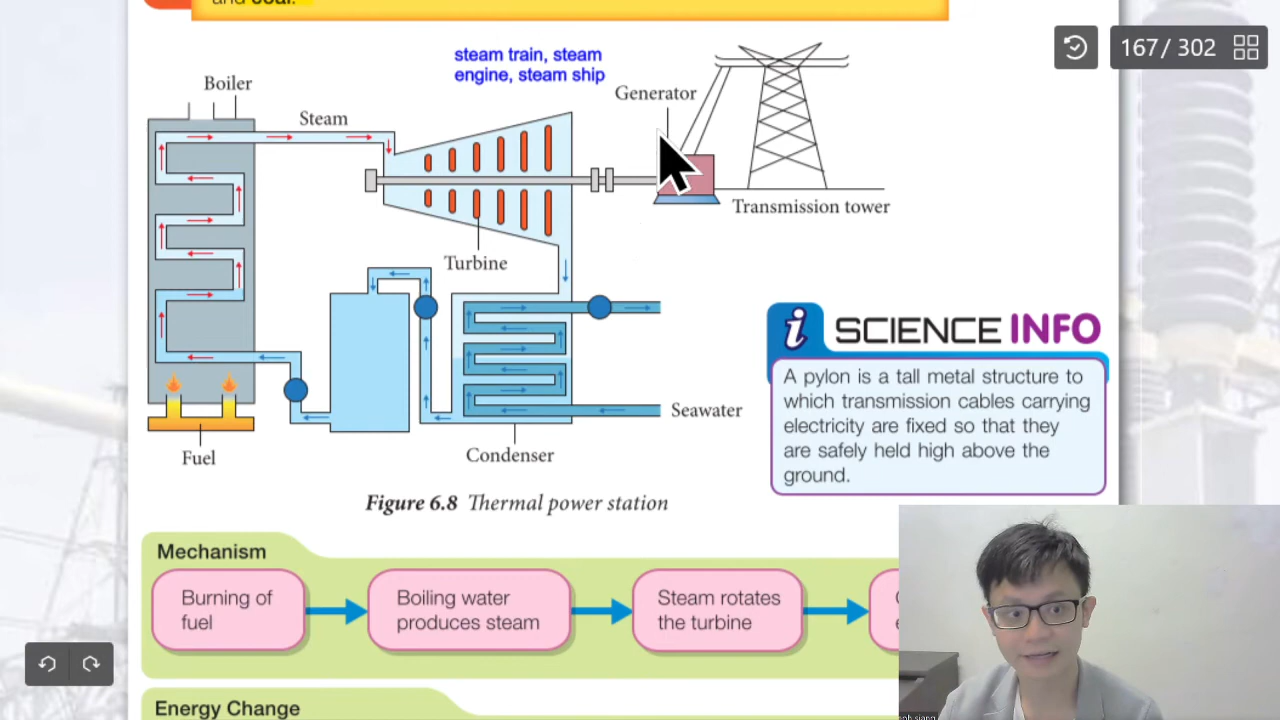 and coal.
167/ 302
steam train, steam
engine, steam ship
Boiler
Generator
Steam
Transmission tower
Turbine
SCIENCE INFO
A pylon is a tall metal structure to
which transmission cables carrying
electricity are fixed so that they
are safely held high above the
ground.
Seawater
Condenser
Fuel
Figure 6.8 Thermal power station
Mechanism
Burning of
fuel
Boiling water
produces steam
Steam rotates
the turbine
Energy Change